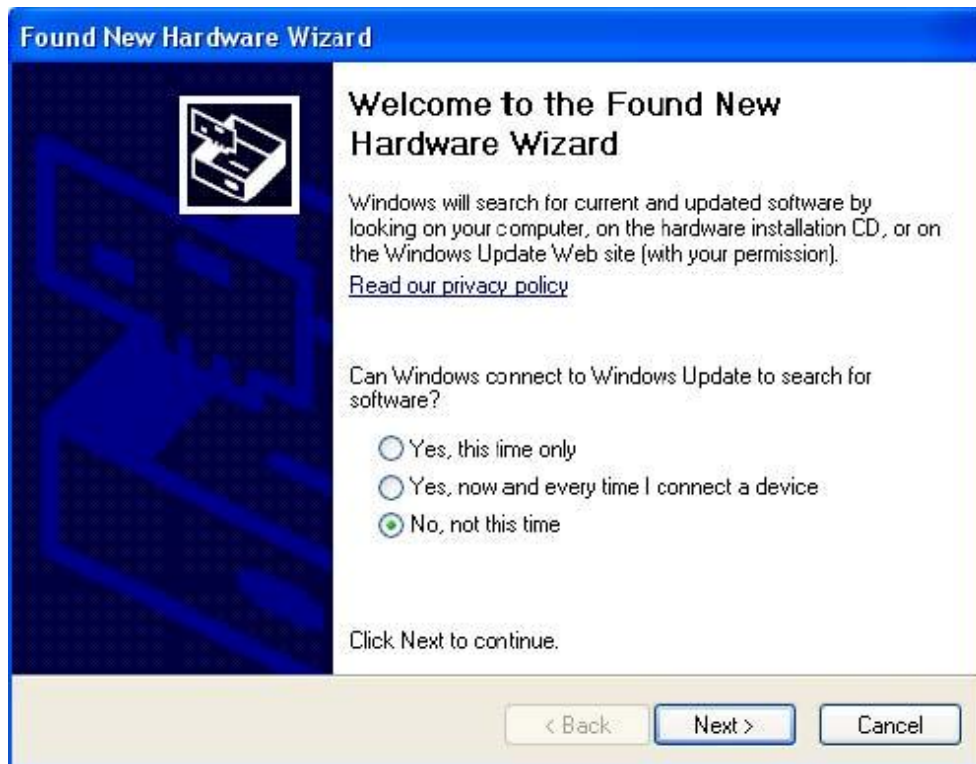 Found New Hardware Wizard
Welcome to the Found New
Hardware Wizard
Windows will search for current and updated software by
looking on your computer, on the hardware installation CD, or on
the Windows Update Web site (with your permission).
Read our privacy policy
Can Windows connect to Windows Update to search for
software?
Yes, this time only
Yes, now and every time I connect a device
No, not this time
Click Next to continue.
< Back
Next >
Cancel